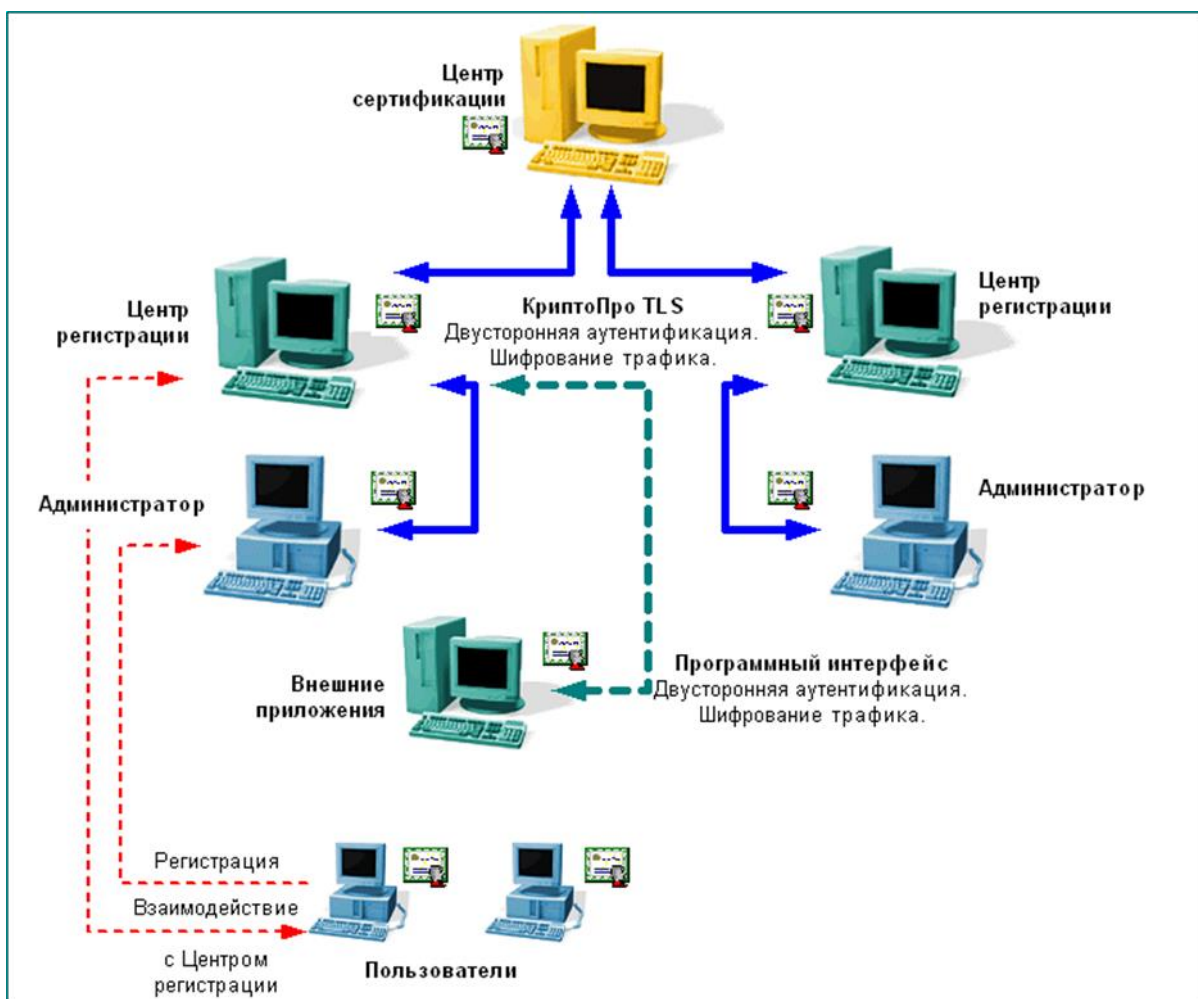 Центр
сертификации
Центр
регистрации
КриптоПро TLS
Двусторонняя аутентификация.
Шифрование трафика.
Центр
регистрации
Администратор
Администратор
Внешние
приложения
Программный интерфейс
Двусторонняя аутентификация.
Шифрование трафика.
Регистрация
Взаимодействие
с Центром
регистрации
Пользователи